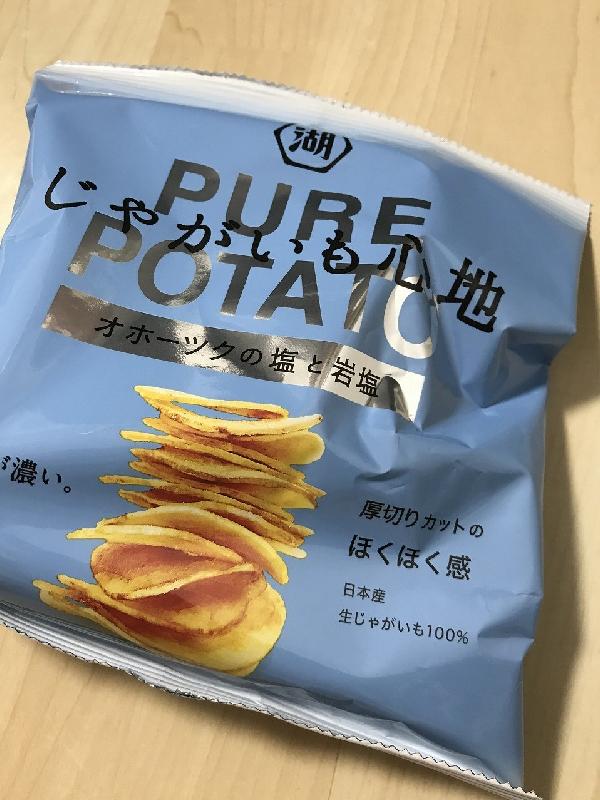 湖
PURE
POTATO
じゃがいも心地
オホーツクの塩と岩塩
が濃い。
厚切りカットの
ほくほく感
日本産
生じゃがいも100%